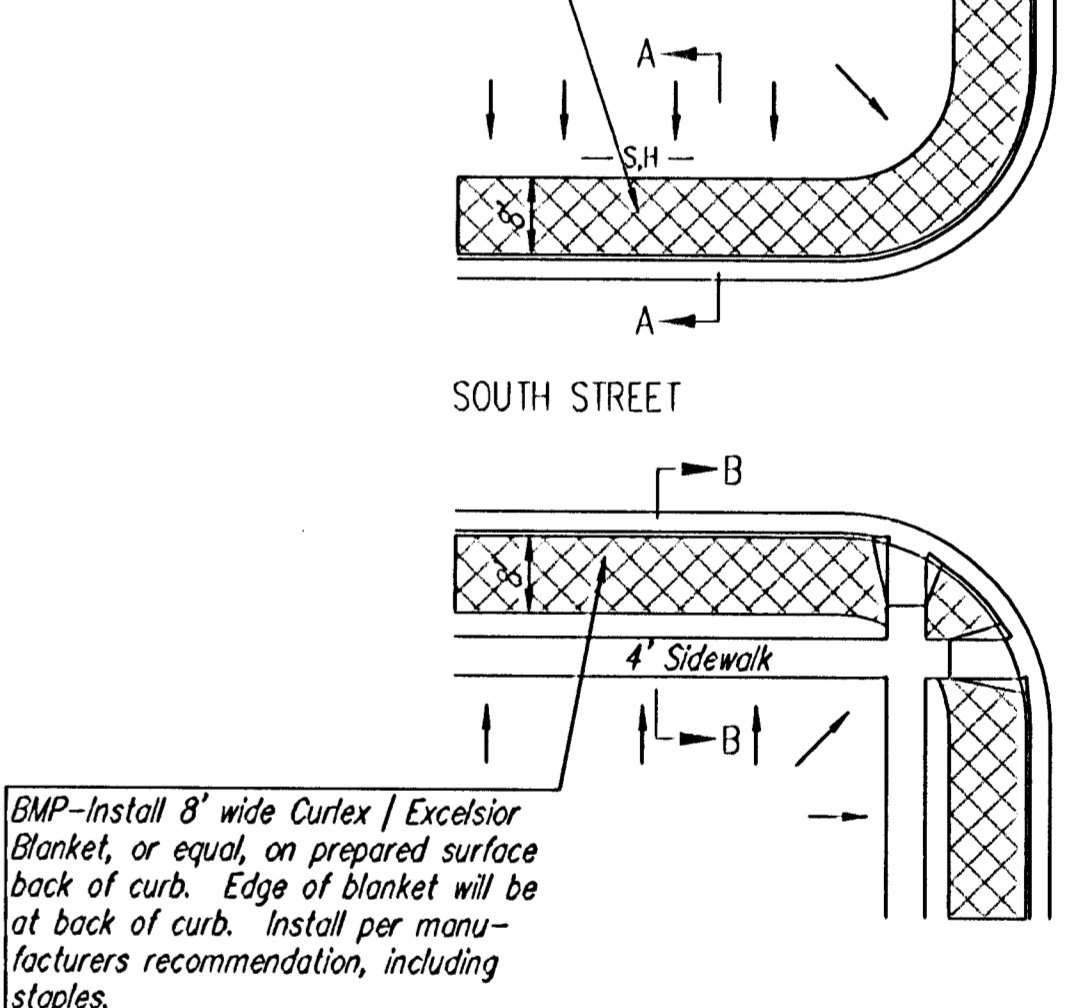 A
S,H
8'
A
SOUTH STREET
B
8'
4' Sidewalk
B
BMP-Install 8' wide Curlex / Excelsior
Blanket, or equal, on prepared surface
back of curb. Edge of blanket will be
at back of curb. Install per manu-
facturers recommendation, including
staples.